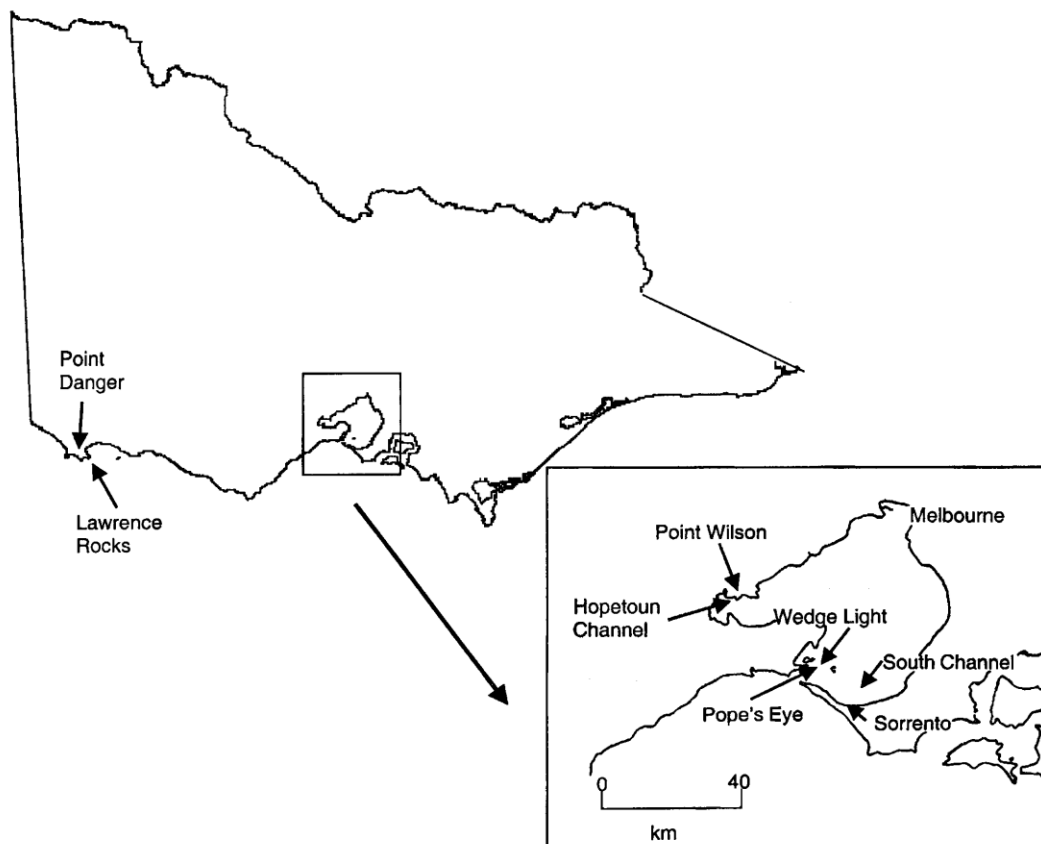 Point
Danger
Lawrence
Rocks
Melbourne
Point Wilson
Hopetoun
Channel
Wedge Light
South Channel
Pope's Eye
Sorrento
0
40
km